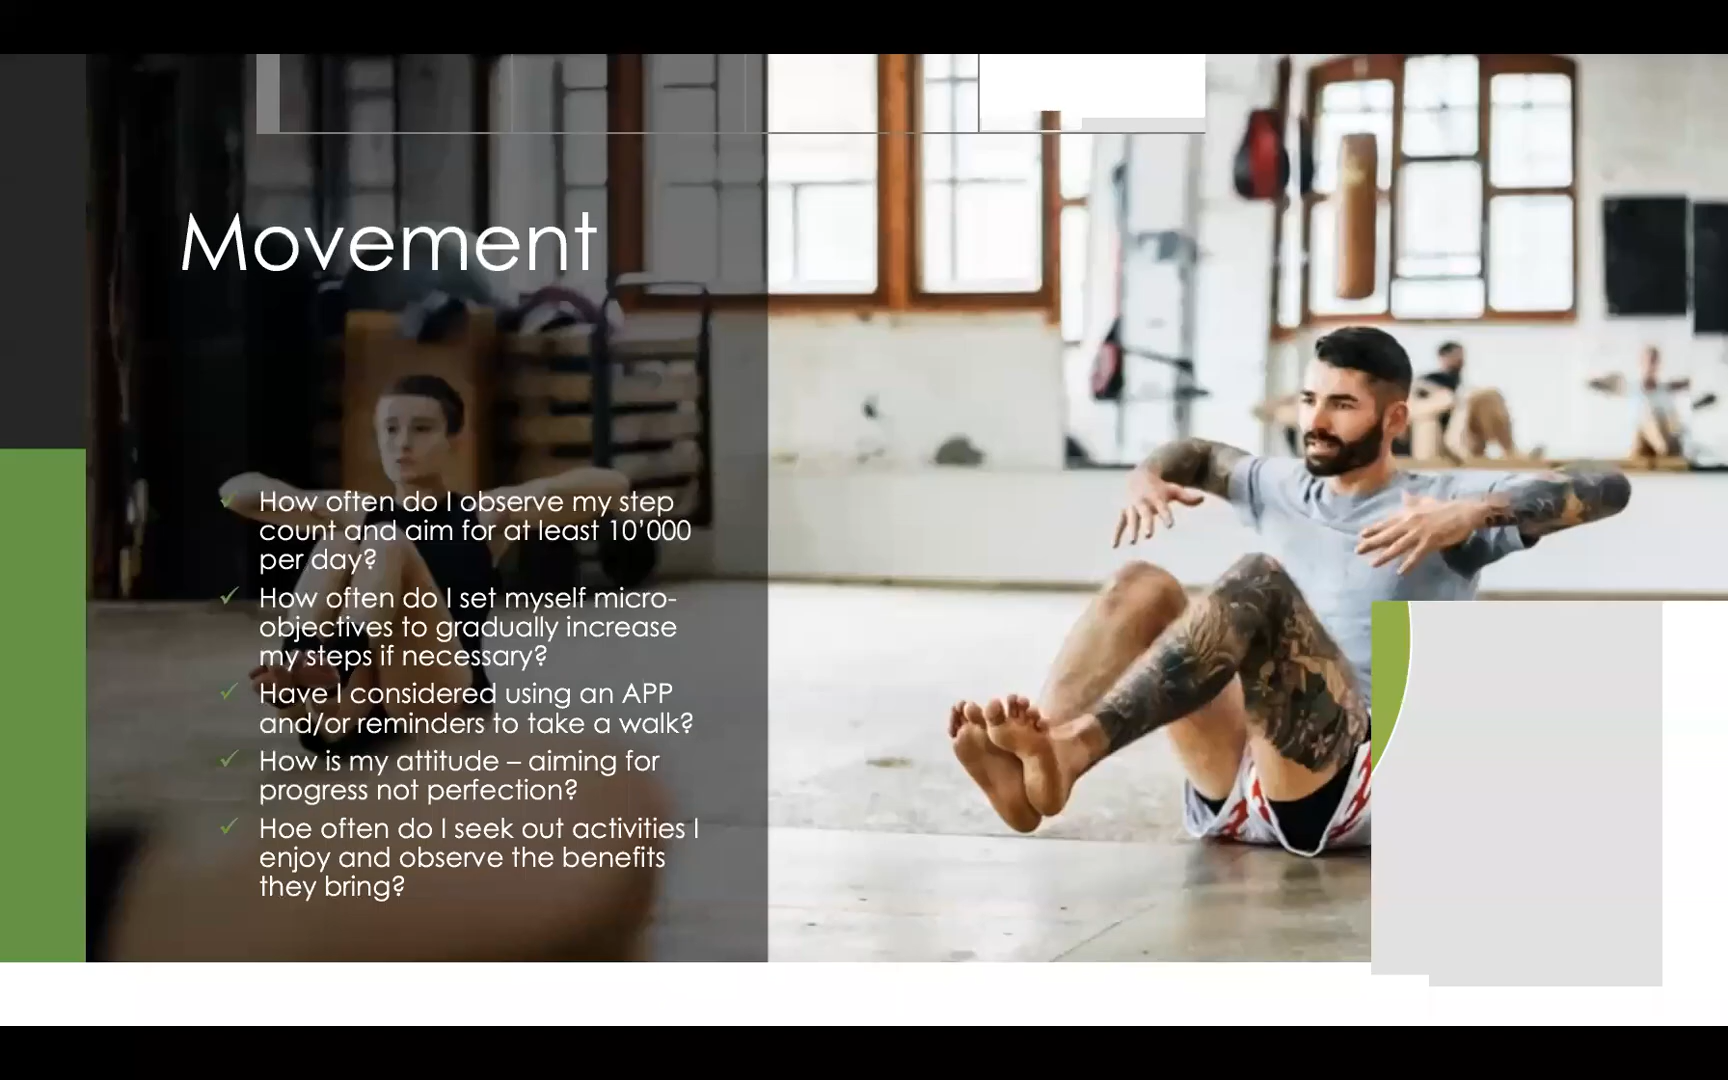 Movement
How often do I observe my step
count and aim for at least 10’000
per day?
How often do I set myself micro-
objectives to gradually increase
my steps if necessary?
Have I considered using an APP
and/or reminders to take a walk?
How is my attitude – aiming for
progress not perfection?
Hoe often do I seek out activities I
enjoy and observe the benefits
they bring?